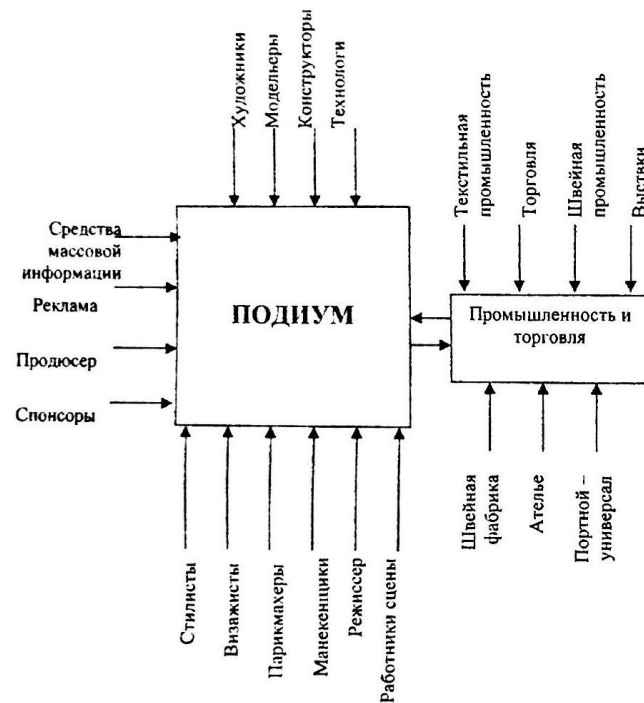 Художники
Модельеры
Конструкторы
Технологи
Текстильная
промышленность
Торговля
Швейная
промышленность
Выствки
Средства
массовой
информации
Реклама
Продюсер
Спонсоры
ПОДИУМ
Промышленность и
торговля
Швейная
фабрика
Ателье
Портной –
универсал
Стилисты
Визажисты
Парикмахеры
Манекенщики
Режиссер
Работники сцены